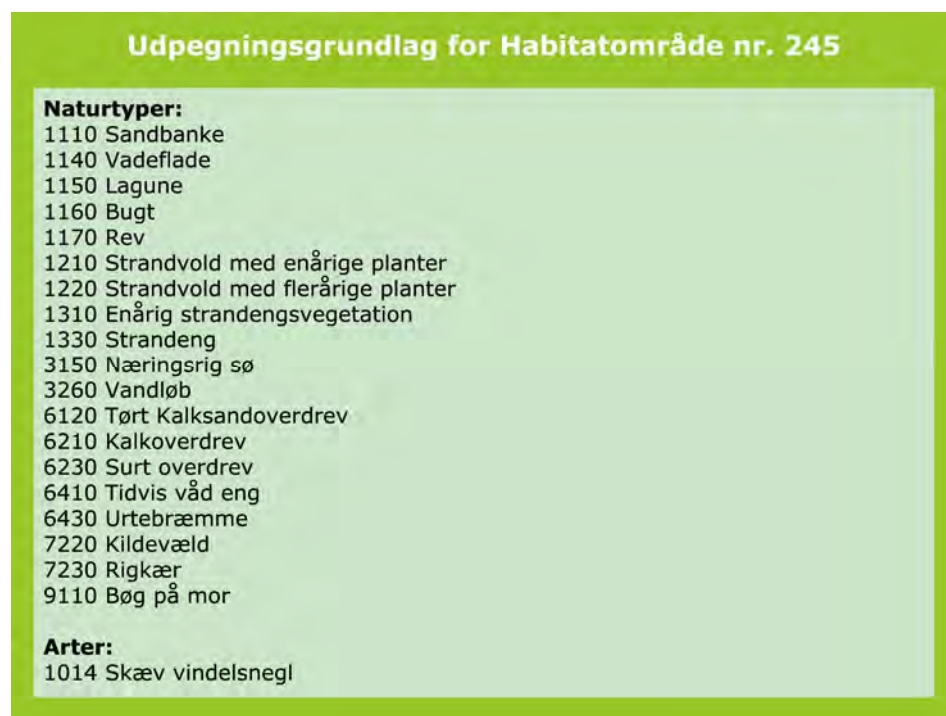 Udpegningsgrundlag for Habitatområde nr. 245
Naturtyper:
1110 Sandbanke
1140 Vadeflade
1150 Lagune
1160 Bugt
1170 Rev
1210 Strandvold med enårige planter
1220 Strandvold med flerårige planter
1310 Enårig strandengsvegetation
1330 Strandeng
3150 Næringsrig sø
3260 Vandløb
6120 Tørt Kalksandoverdrev
6210 Kalkoverdrev
6230 Surt overdrev
6410 Tidvis våd eng
6430 Urtebræmme
7220 Kildevæld
7230 Rigkær
9110 Bøg på mor
Arter:
1014 Skæv vindelsnegl